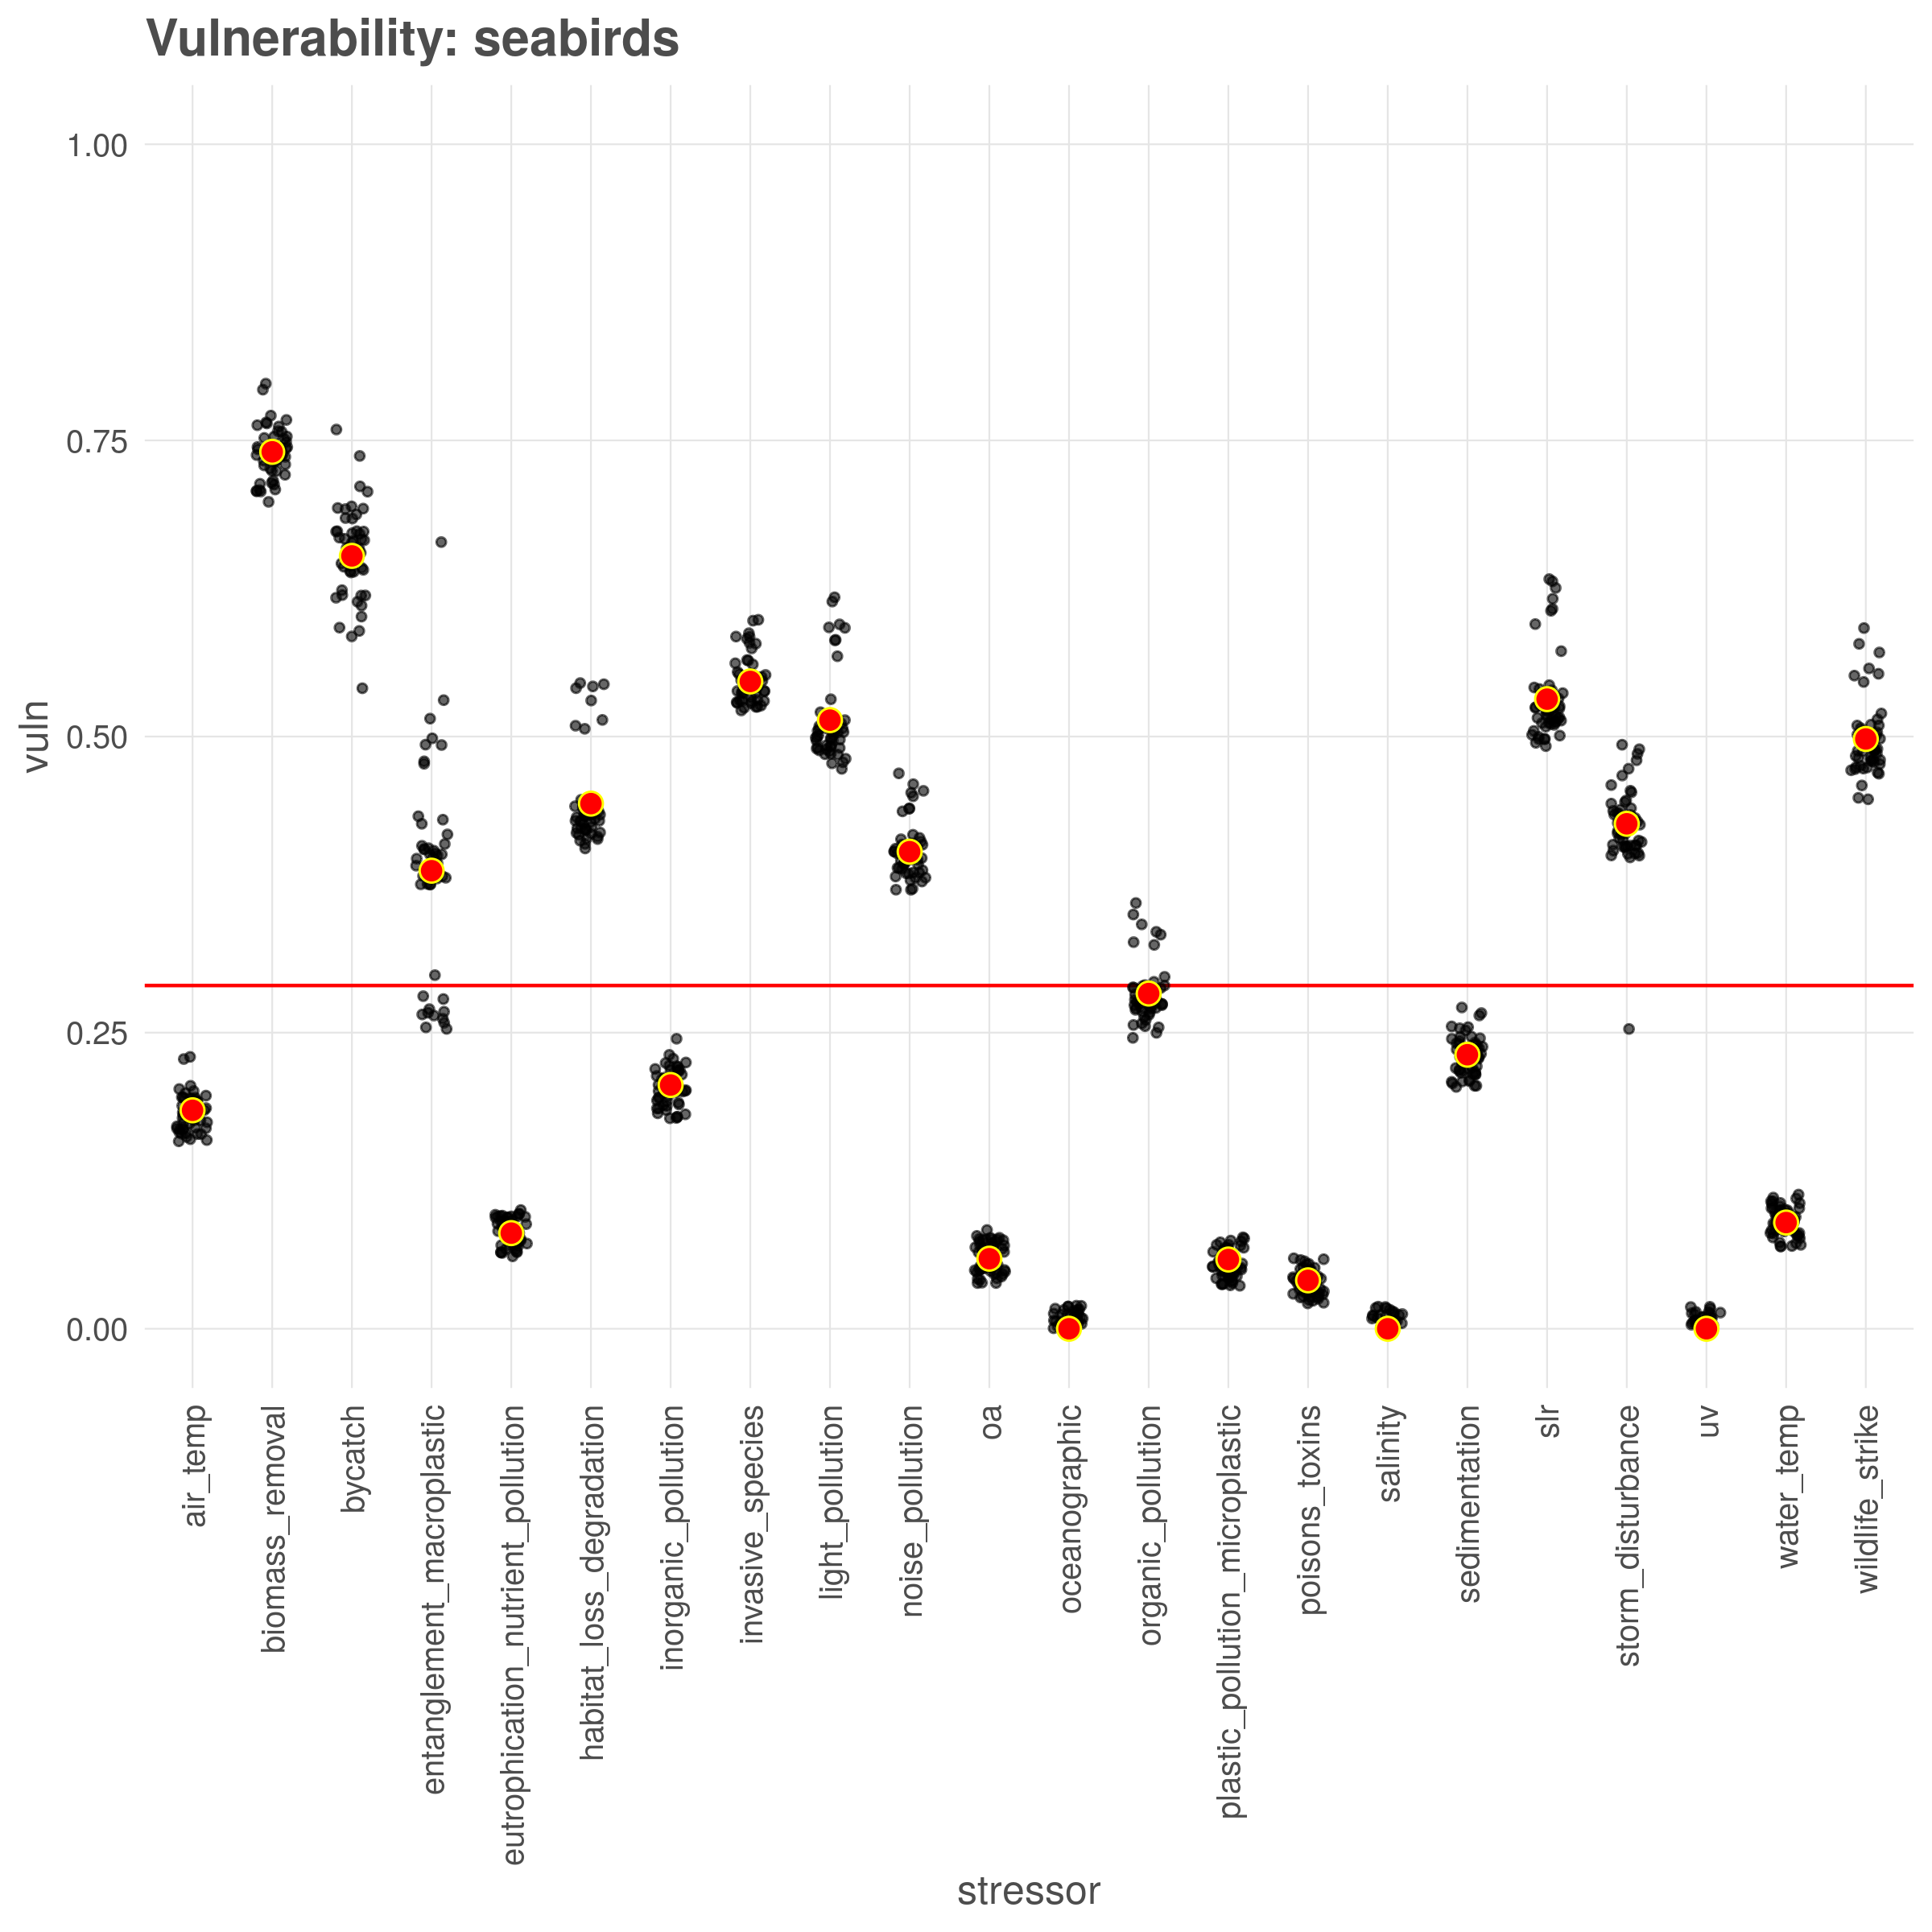 Vulnerability: seabirds
1.00
0.75
0.50
0.25
0.00
vuln
air_temp
biomass_removal
bycatch
entanglement_macroplastic
eutrophication_nutrient_pollution
habitat_loss_degradation
inorganic_pollution
invasive_species
light_pollution
noise_pollution
oa
oceanographic
organic_pollution
plastic_pollution_microplastic
poisons_toxins
salinity
sedimentation
slr
storm_disturbance
uv
water_temp
wildlife_strike
stressor